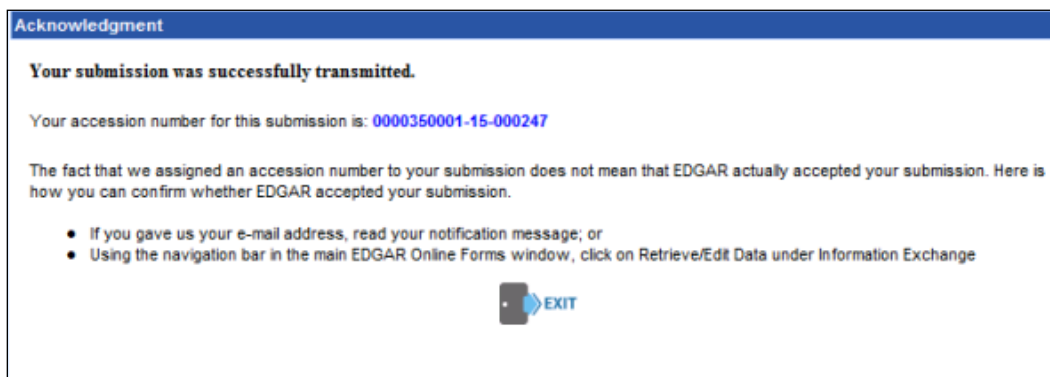 Acknowledgment
Your submission was successfully transmitted.
Your accession number for this submission is: 0000350001-15-000247
The fact that we assigned an accession number to your submission does not mean that EDGAR actually accepted your submission. Here is
how you can confirm whether EDGAR accepted your submission.
● If you gave us your e-mail address, read your notification message; or
● Using the navigation bar in the main EDGAR Online Forms window, click on Retrieve/Edit Data under Information Exchange
EXIT